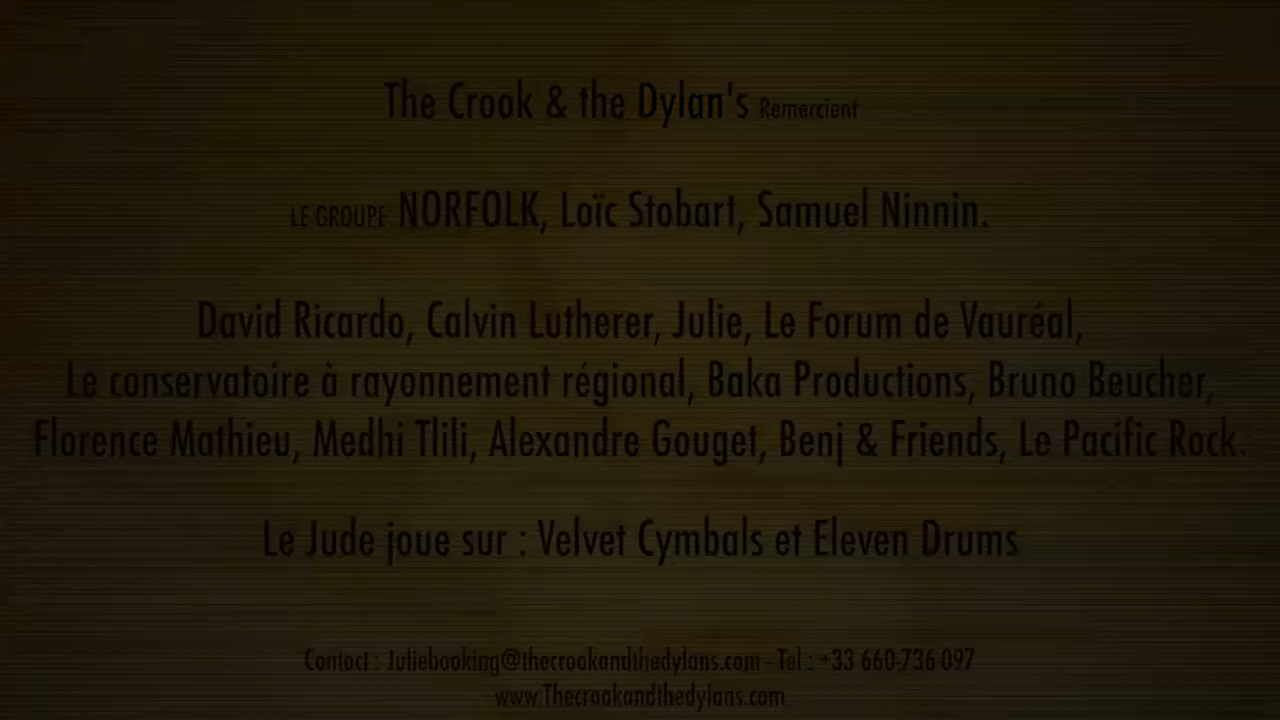 The Crook & the Dylan's Remercient
LE GROUPE NORFOLK, Loïc Stobart, Samuel Ninnin.
David Ricardo, Calvin Lutherer, Julie, Le Forum de Vauréal,
Le conservatoire à rayonnement régional, Baka Productions, Bruno Beucher,
Florence Mathieu, Medhi Tlili, Alexandre Gouget, Benj & Friends, Le Pacific Rock.
Le Jude joue sur : Velvet Cymbals et Eleven Drums
Contact : Juliebooking@thecrookandthedylans.com - Tel : +33 660-736-097
www.Thecrookandthedylans.com